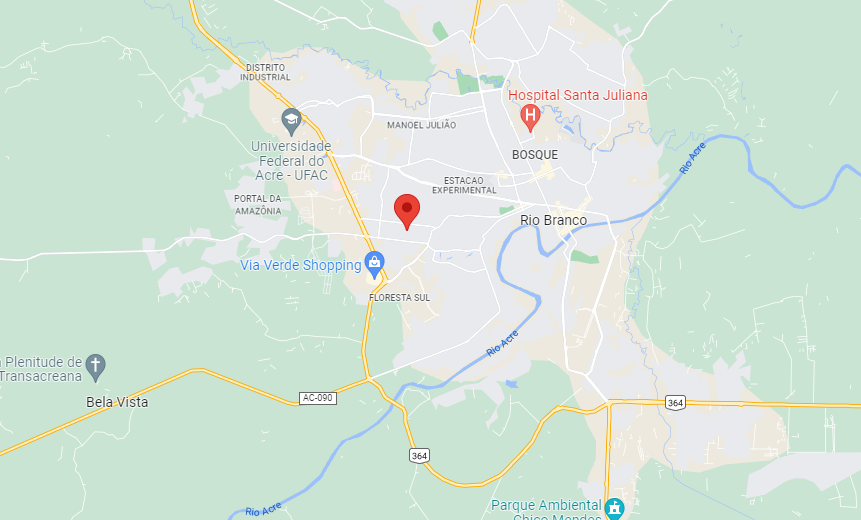 DISTRITO
INDUSTRIAL
Hospital Santa Juliana
H
MANOEL JULIÃO
Universidade
Federal do
Acre - UFAC
BOSQUE
Rio Acre
ESTACAO
EXPERIMENTAL
PORTAL DA
AMAZÔNIA
Rio Branco
Via Verde Shopping
FLORESTA SUL
Rio Acre
Plenitude de
Transacreana
Bela Vista
AC-090
364
364
Rio Acre
Parque Ambiental
Chico Mendes